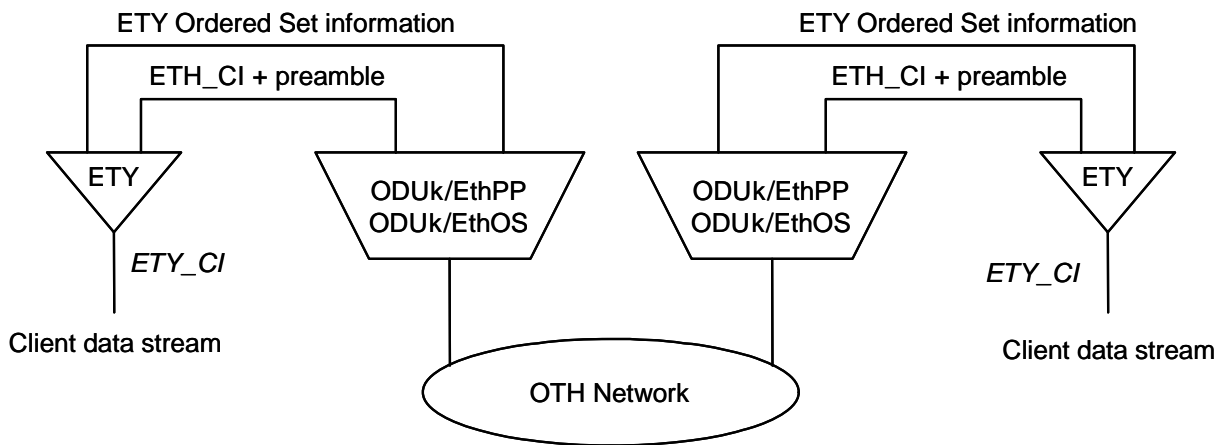 ETY Ordered Set information
ETY Ordered Set information
ETH_CI + preamble
ETH_CI + preamble
ETY
ODUk/EthPP
ODUk/EthOS
ODUk/EthPP
ODUk/EthOS
ETY
ETY_CI
ETY_CI
Client data stream
Client data stream
OTH Network